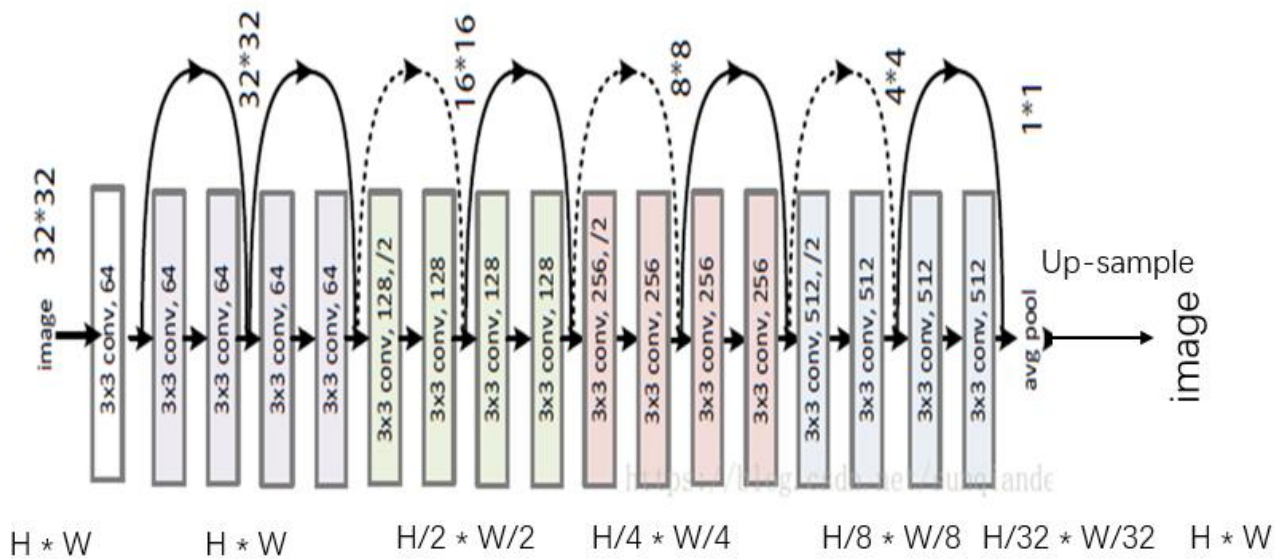 32*32
16*16
8*8
4*4
1*1
32*32
image
3x3 conv, 64
3x3 conv, 64
3x3 conv, 64
3x3 conv, 64
3x3 conv, 64
3x3 conv, 128, /2
3x3 conv, 128
3x3 conv, 128
3x3 conv, 128
3x3 conv, 256, /2
3x3 conv, 256
3x3 conv, 256
3x3 conv, 256
3x3 conv, 512, /2
3x3 conv, 512
3x3 conv, 512
3x3 conv, 512
avg pool
Up-sample
image
H * W
H * W
H/2 * W/2
H/4 * W/4
H/8 * W/8
H/32 * W/32
H * W